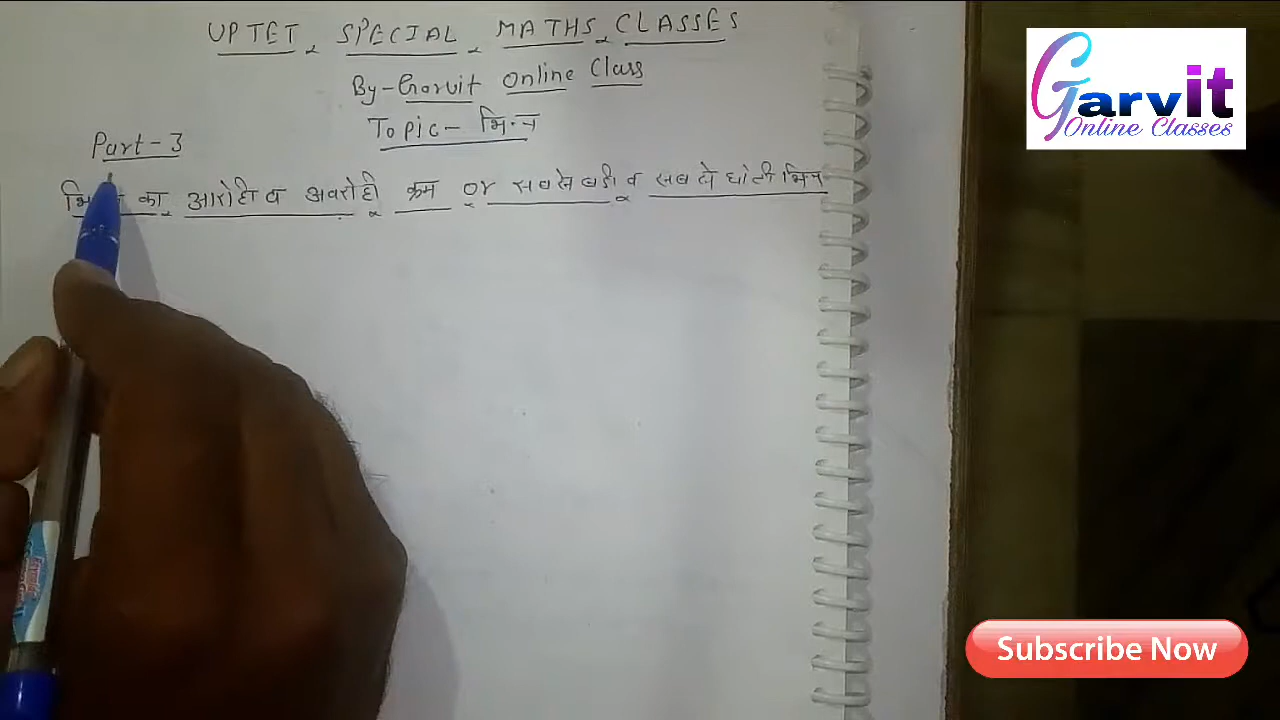 UPTET SPECIAL MATHS CLASSES
By-Garvit Online Class
Topic- भिन्न
Part-3
का आरोही व अवरोही क्रम or सबसे बड़ी व सबसे छोटी भिन्न
Garvit
Online Classes
Subscribe Now